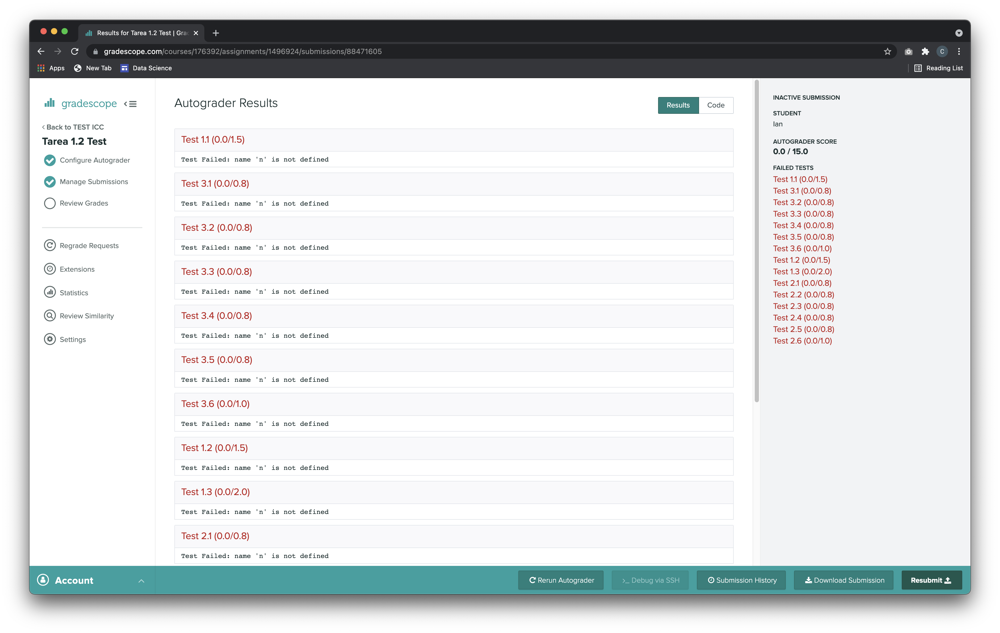 Results for Tarea 1.2 Test | Gra
gradescope.com/courses/176392/assignments/1496924/submissions/88471605
C
Apps
New Tab
Data Science
Reading List
gradescope
Back to TEST ICC
Tarea 1.2 Test
Configure Autograder
Manage Submissions
Review Grades
Regrade Requests
Extensions
Statistics
Review Similarity
Settings
Autograder Results
Results
Code
Test 1.1 (0.0/1.5)
Test Failed: name 'n' is not defined
Test 3.1 (0.0/0.8)
Test Failed: name 'n' is not defined
Test 3.2 (0.0/0.8)
Test Failed: name 'n' is not defined
Test 3.3 (0.0/0.8)
Test Failed: name 'n' is not defined
Test 3.4 (0.0/0.8)
Test Failed: name 'n' is not defined
Test 3.5 (0.0/0.8)
Test Failed: name 'n' is not defined
Test 3.6 (0.0/1.0)
Test Failed: name 'n' is not defined
Test 1.2 (0.0/1.5)
Test Failed: name 'n' is not defined
Test 1.3 (0.0/2.0)
Test Failed: name 'n' is not defined
Test 2.1 (0.0/0.8)
Test Failed: name 'n' is not defined
INACTIVE SUBMISSION
STUDENT
Ian
AUTOGRADER SCORE
0.0 / 15.0
FAILED TESTS
Test 1.1 (0.0/1.5)
Test 3.1 (0.0/0.8)
Test 3.2 (0.0/0.8)
Test 3.3 (0.0/0.8)
Test 3.4 (0.0/0.8)
Test 3.5 (0.0/0.8)
Test 3.6 (0.0/1.0)
Test 1.2 (0.0/1.5)
Test 1.3 (0.0/2.0)
Test 2.1 (0.0/0.8)
Test 2.2 (0.0/0.8)
Test 2.3 (0.0/0.8)
Test 2.4 (0.0/0.8)
Test 2.5 (0.0/0.8)
Test 2.6 (0.0/1.0)
Account
Rerun Autograder
>_ Debug via SSH
Submission History
Download Submission
Resubmit